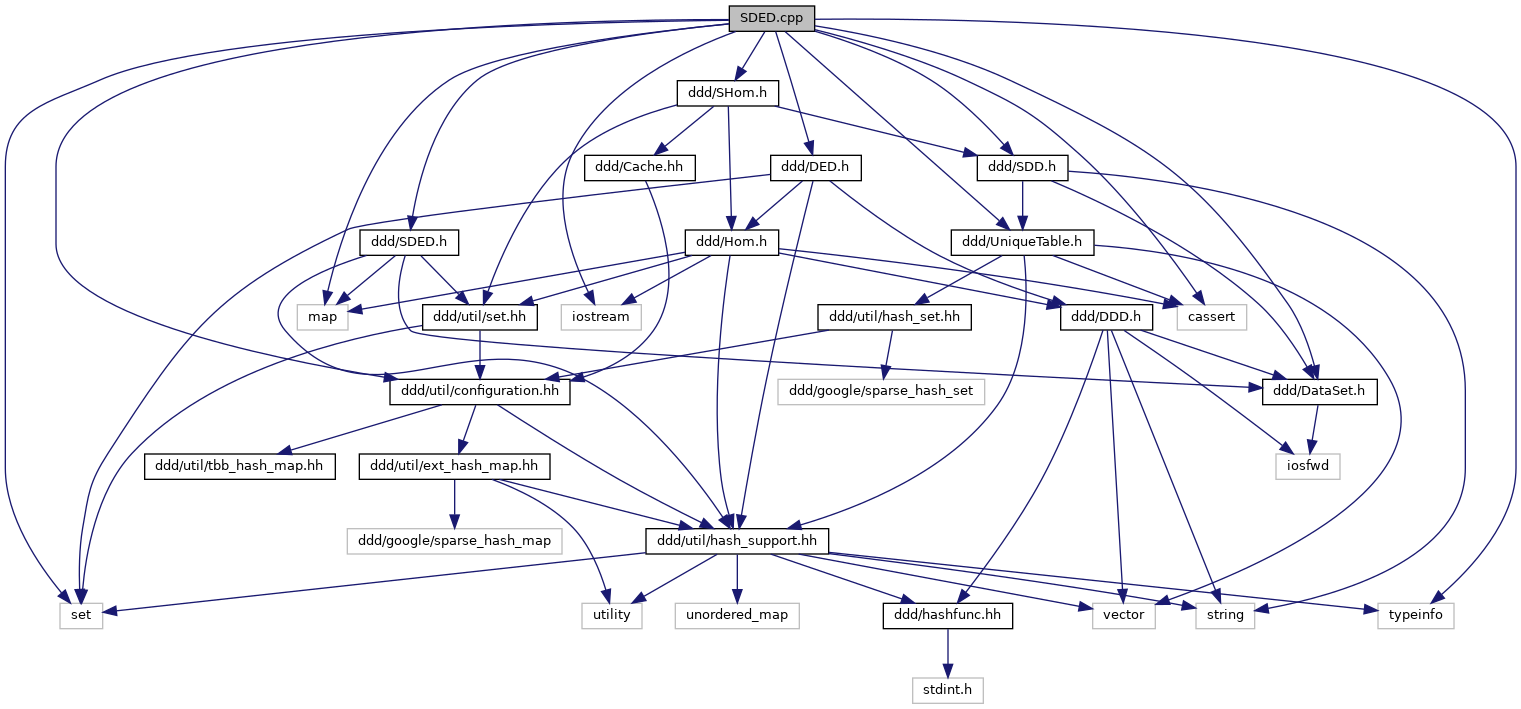 SDED.cpp
ddd/SHom.h
ddd/Cache.hh
ddd/DED.h
ddd/SDD.h
ddd/SDED.h
ddd/Hom.h
ddd/UniqueTable.h
map
ddd/util/set.hh
iostream
ddd/util/hash_set.hh
ddd/DDD.h
cassert
ddd/util/configuration.hh
ddd/google/sparse_hash_set
ddd/DataSet.h
ddd/util/tbb_hash_map.hh
ddd/util/ext_hash_map.hh
iosfwd
ddd/google/sparse_hash_map
ddd/util/hash_support.hh
set
utility
unordered_map
ddd/hashfunc.hh
vector
string
typeinfo
stdint.h